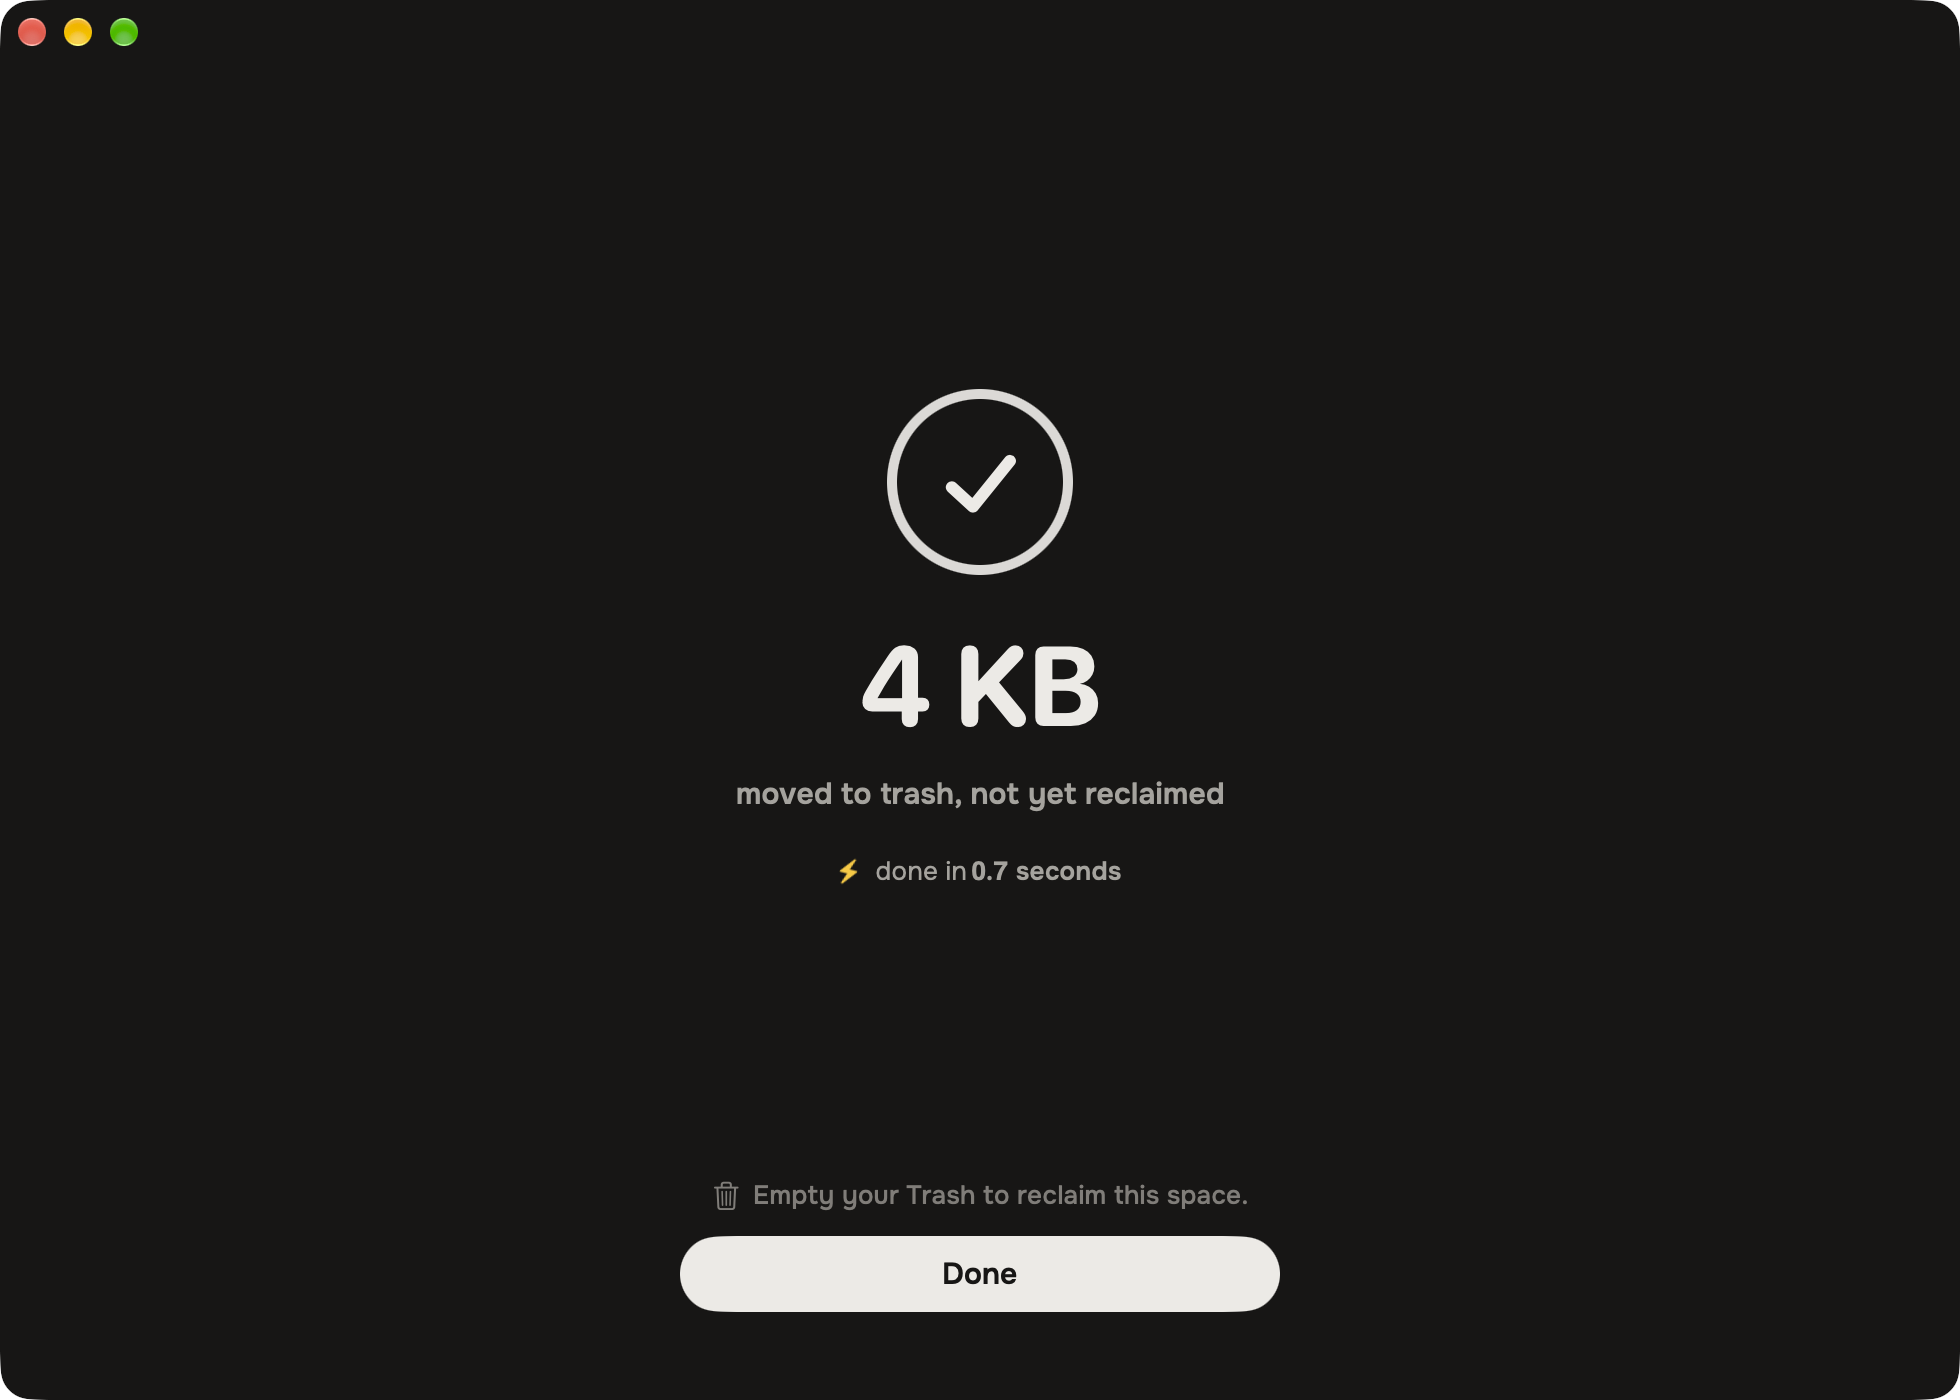 4 KB
moved to trash, not yet reclaimed
⚡ done in 0.7 seconds
Empty your Trash to reclaim this space.
Done